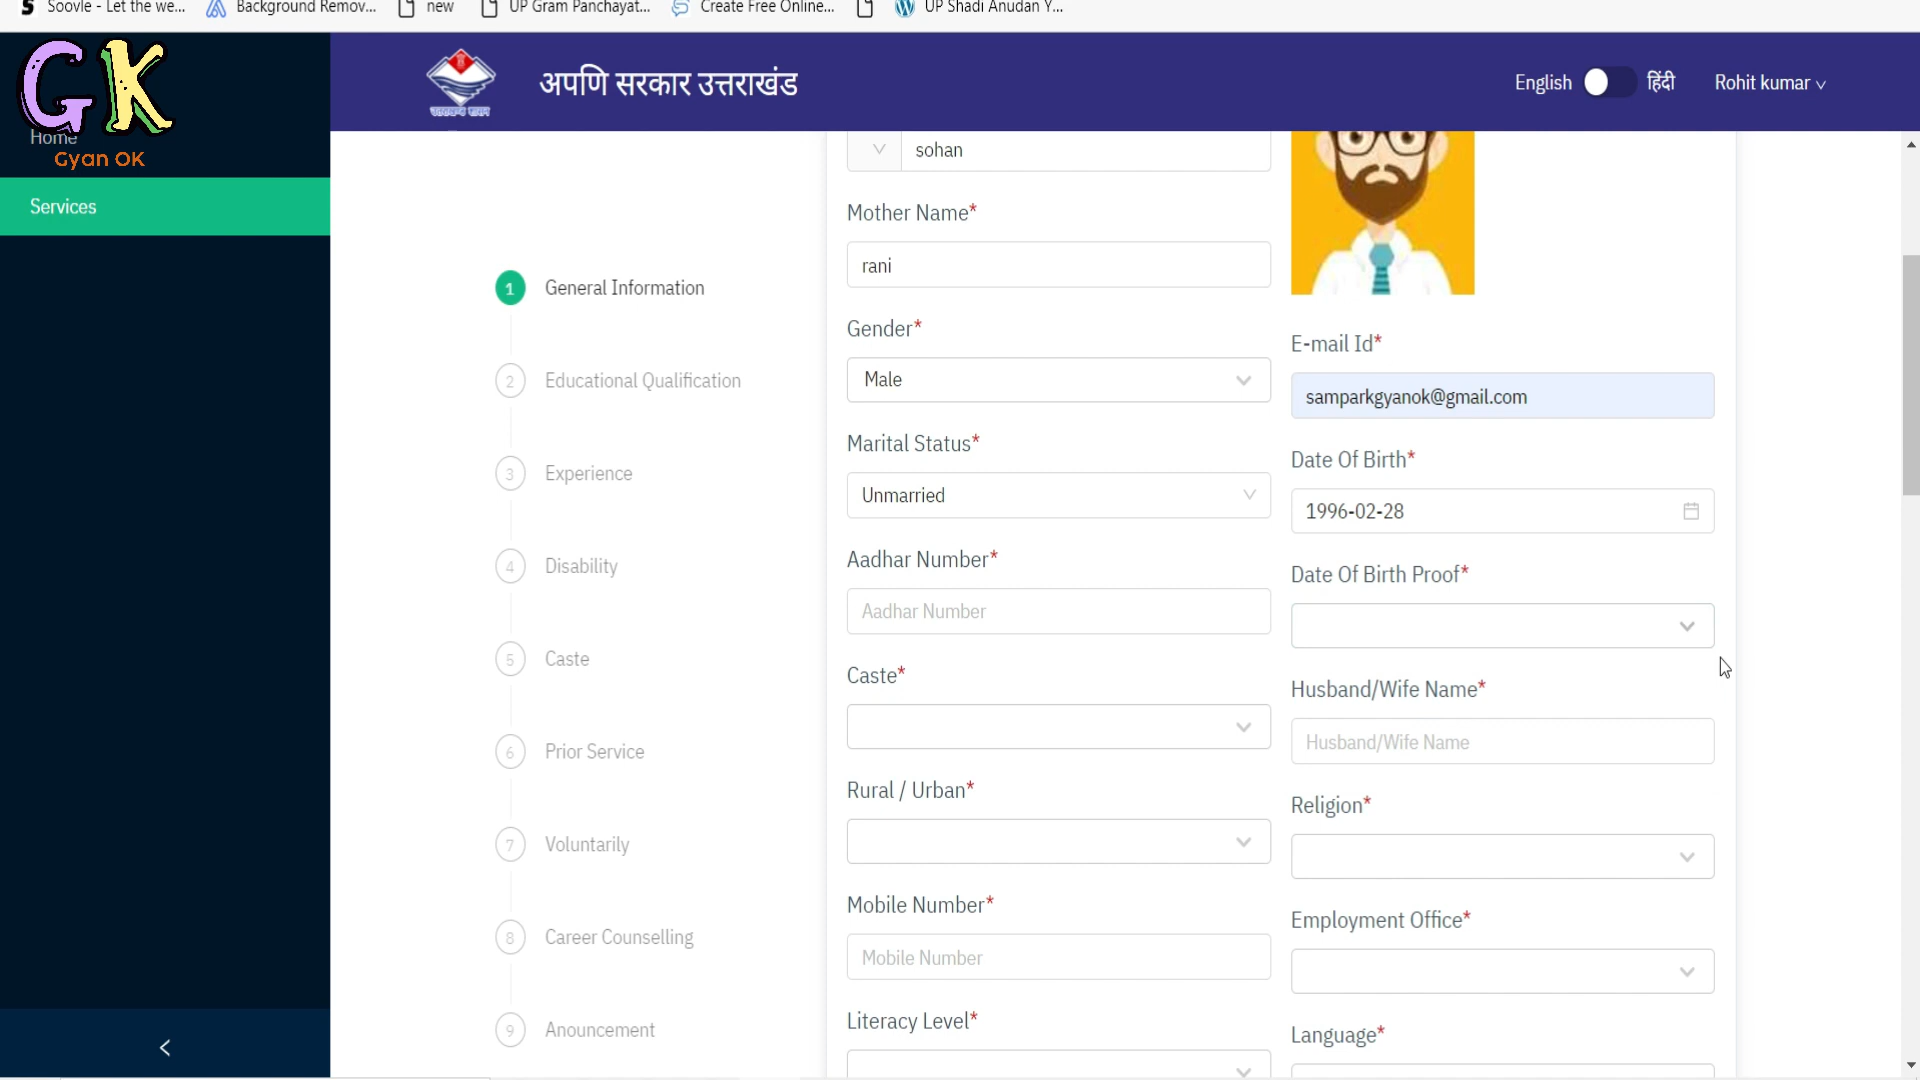 Soovle - Let the we...
Background Remov...
new
UP Gram Panchayat...
Create Free Online...
UP Shadi Anudan Y...
GK
Home
Gyan OK
Services
अपणि सरकार उत्तराखंड
English
हिंदी
Rohit kumar
1 General Information
2 Educational Qualification
3 Experience
4 Disability
5 Caste
6 Prior Service
7 Voluntarily
8 Career Counselling
9 Anouncement
sohan
Mother Name*
rani
Gender*
Male
Marital Status*
Unmarried
Aadhar Number*
Aadhar Number
Caste*
Rural / Urban*
Mobile Number*
Mobile Number
Literacy Level*
E-mail Id*
samparkgyanok@gmail.com
Date Of Birth*
1996-02-28
Date Of Birth Proof*
Husband/Wife Name*
Husband/Wife Name
Religion*
Employment Office*
Language*